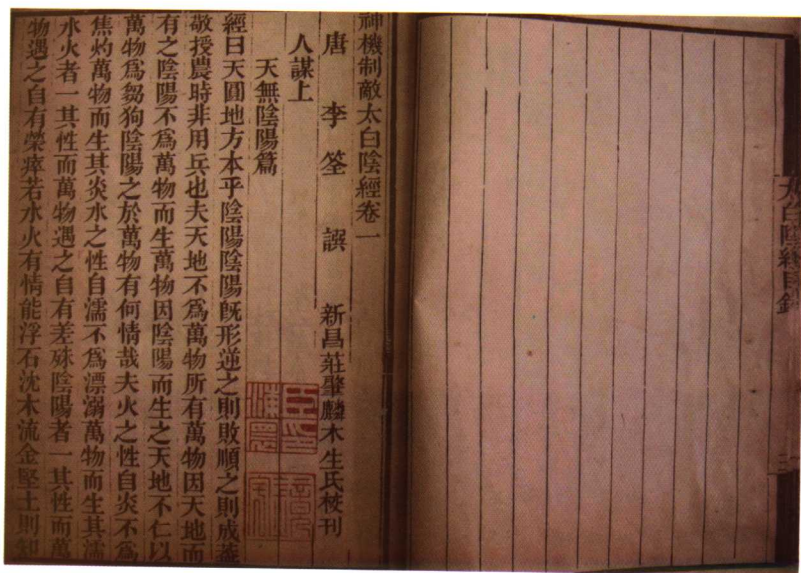 太白陰經目錄
神機制敵太白陰經卷一
唐 李 筌 譔 新昌莊肇麟木生氏校刊
人謀上
天無陰陽篇
經曰天圓地方本乎陰陽陰陽旣形逆之則敗順之則成葢
敬授農時非用兵也夫天地不爲萬物所有萬物因天地而
有之陰陽不爲萬物而生萬物因陰陽而生之天地不仁以
萬物爲芻狗陰陽之於萬物有何情哉夫火之性自炎不爲
焦灼萬物而生其炎水之性自濡不爲漂溺萬物而生其濡
水火者一其性而萬物遇之自有差殊陰陽者一其性而萬
物遇之自有榮瘁若水火有情能浮石沈木流金堅土則知